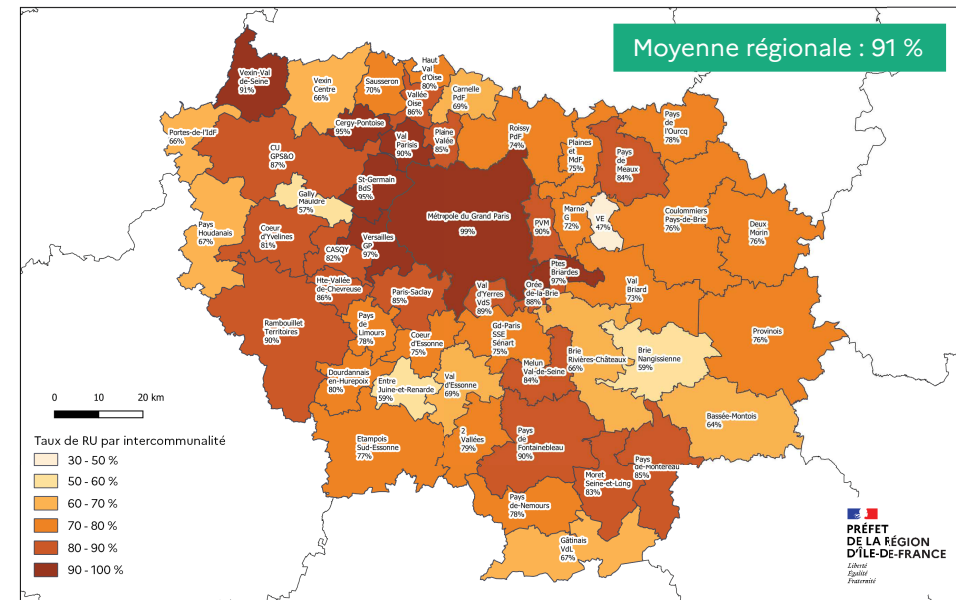 Moyenne régionale : 91 %
Vexin-Val
de-Seine
91%
Vexin
Centre
66%
Sausseron
70%
Haut
Val
d'Oise
80%
Vallée
Oise
86%
Carnelle
PdF
69%
Portes-de-l'IdF
66%
Cergy-Pontoise
95%
Val
Parisis
90%
Plaine
Valée
85%
Roissy
PdF
74%
Plaines
et
MdF
75%
Pays
de
l'Ourcq
78%
Pays
de
Meaux
84%
CU
GPS&O
87%
St-Germain
BdS
95%
Gally
Mauldre
57%
Métropole du Grand Paris
99%
PVM
90%
Marne
G
72%
VE
47%
Coulommiers
Pays-de-Brie
76%
Deux
Morin
76%
Pays
Houdanais
67%
Coeur
d'Yvelines
81%
CASQY
82%
Versailles
GP
97%
Ptes
Briardes
97%
Hte-Vallée
de-Chevreuse
86%
Paris-Saclay
85%
Val
d'Yerres
VdS
89%
Orée
de-la-Brie
88%
Val
Briard
73%
Rambouillet
Territoires
90%
Pays
de
Limours
78%
Coeur
d'Essonne
75%
Gd-Paris
SSE
Sénart
75%
Melun
Val-de-Seine
84%
Brie
Rivières-Châteaux
66%
Brie
Nangissienne
59%
Provinois
76%
Dourdannais
en-Hurepoix
80%
Entre
Juine-et-Renarde
59%
Val
d'Essonne
69%
Bassée-Montois
64%
Etampois
Sud-Essonne
77%
2
Vallées
79%
Pays
de
Fontainebleau
90%
Moret
Seine-et-Long
83%
Pays
de-Montereau
85%
Pays
de-Nemours
78%
Gâtinais
VdL
67%
0 10 20 km
Taux de RU par intercommunalité
30 - 50 %
50 - 60 %
60 - 70 %
70 - 80 %
80 - 90 %
90 - 100 %
PRÉFET
DE LA RÉGION
D'ÎLE-DE-FRANCE
Liberté
Égalité
Fraternité